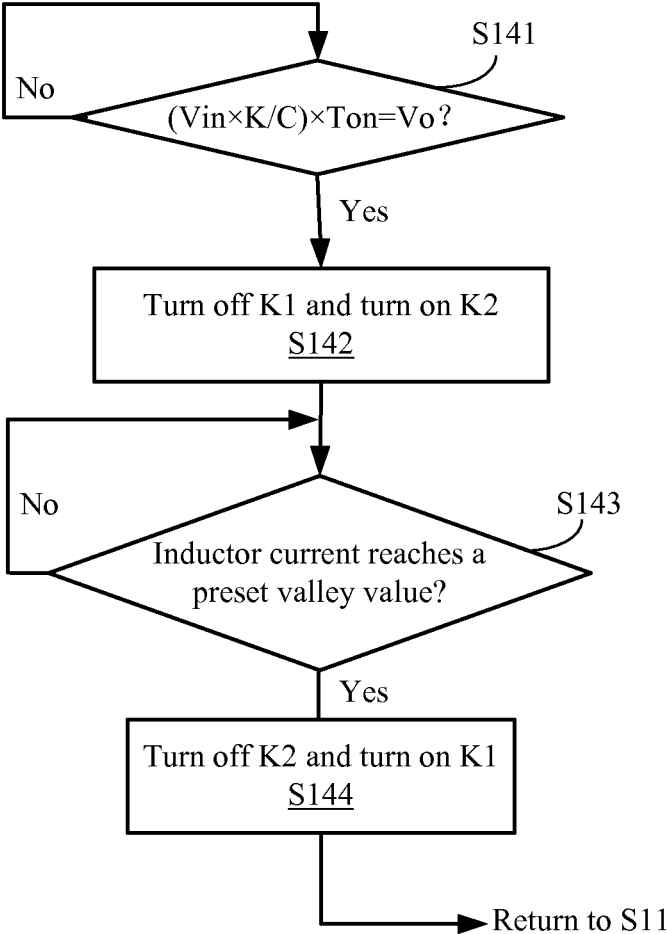 S141
No
(Vin×K/C)×Ton=Vo?
Yes
Turn off K1 and turn on K2
S142
No
S143
Inductor current reaches a
preset valley value?
Yes
Turn off K2 and turn on K1
S144
Return to S11